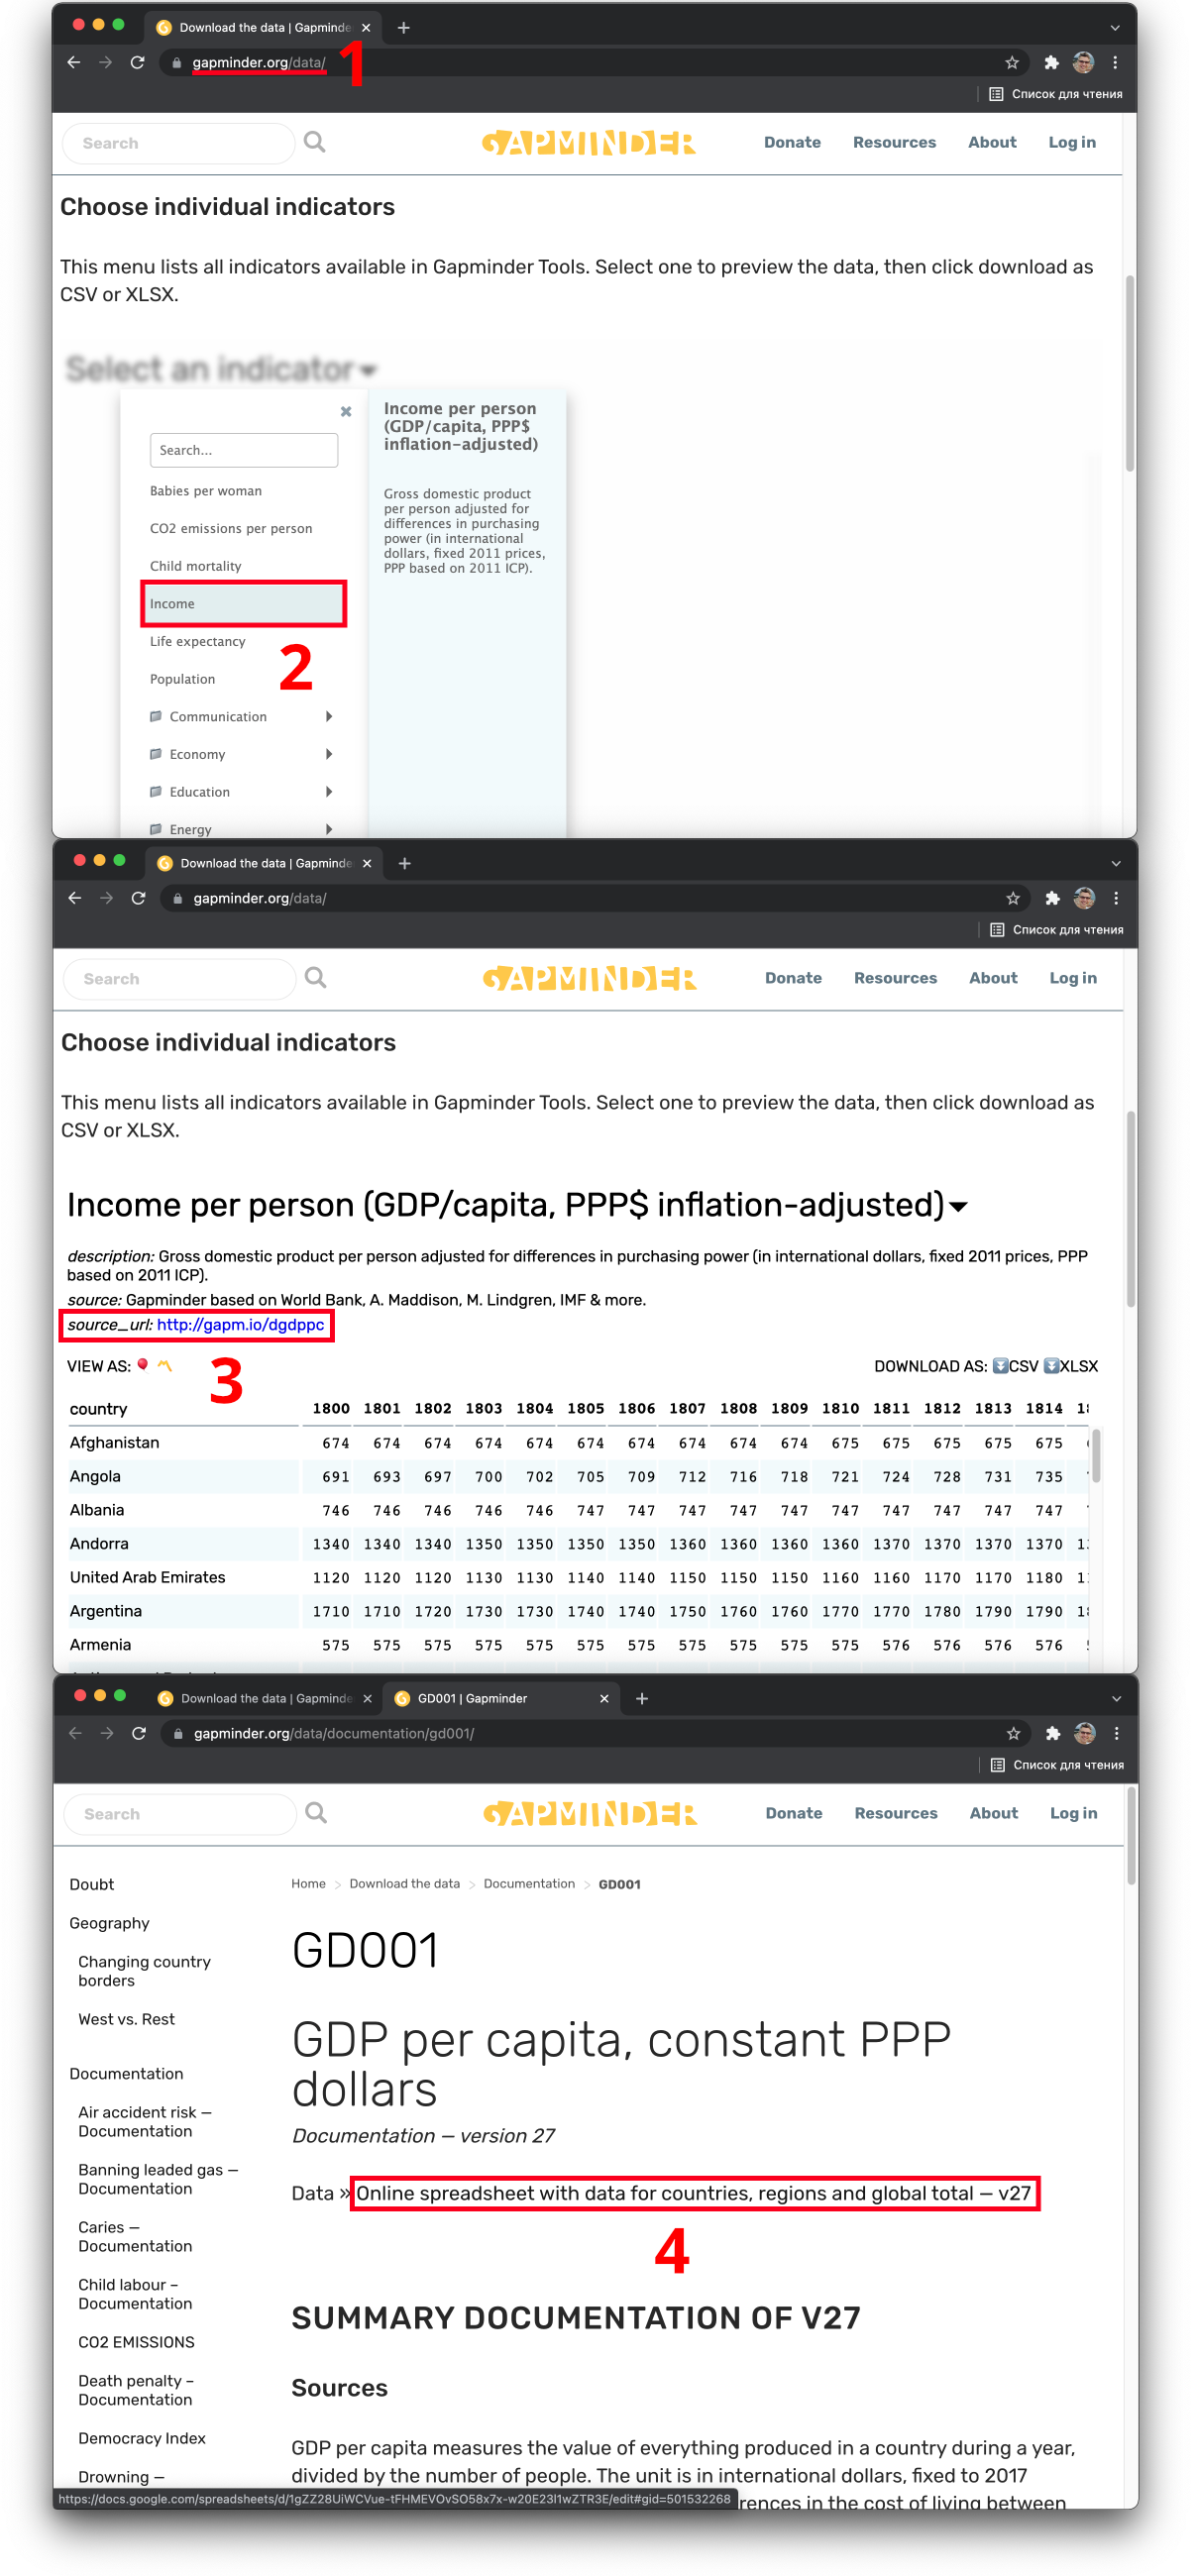 Download the data | Gapminde
gapminder.org/data/
1
Список для чтения
Search
GAPMINDER
Donate Resources About Log in
Choose individual indicators
This menu lists all indicators available in Gapminder Tools. Select one to preview the data, then click download as
CSV or XLSX.
Select an indicator
Search...
Babies per woman
CO2 emissions per person
Child mortality
Income
Life expectancy
2
Population
Communication
Economy
Education
Energy
Income per person
(GDP/capita, PPP$
inflation-adjusted)
Gross domestic product
per person adjusted for
differences in purchasing
power (in international
dollars, fixed 2011 prices,
PPP based on 2011 ICP).
Download the data | Gapminde
gapminder.org/data/
Список для чтения
Search
GAPMINDER
Donate Resources About Log in
Choose individual indicators
This menu lists all indicators available in Gapminder Tools. Select one to preview the data, then click download as
CSV or XLSX.
Income per person (GDP/capita, PPP$ inflation-adjusted)
description: Gross domestic product per person adjusted for differences in purchasing power (in international dollars, fixed 2011 prices, PPP
based on 2011 ICP).
source: Gapminder based on World Bank, A. Maddison, M. Lindgren, IMF & more.
source_url: http://gapm.io/dgdppc
VIEW AS:
3
DOWNLOAD AS: CSV XLSX
country 1800 1801 1802 1803 1804 1805 1806 1807 1808 1809 1810 1811 1812 1813 1814
Afghanistan 674 674 674 674 674 674 674 674 674 674 675 675 675 675 675
Angola 691 693 697 700 702 705 709 712 716 718 721 724 728 731 735
Albania 746 746 746 746 746 747 747 747 747 747 747 747 747 747 747
Andorra 1340 1340 1340 1350 1350 1350 1350 1360 1360 1360 1360 1370 1370 1370 1370
United Arab Emirates 1120 1120 1120 1130 1130 1140 1140 1150 1150 1150 1160 1160 1170 1170 1180
Argentina 1710 1710 1720 1730 1730 1740 1740 1750 1760 1760 1770 1770 1780 1790 1790
Armenia 575 575 575 575 575 575 575 575 575 575 575 576 576 576 576
Download the data | Gapminde
GD001 | Gapminder
gapminder.org/data/documentation/gd001/
Список для чтения
Search
GAPMINDER
Donate Resources About Log in
Doubt
Geography
Changing country
borders
West vs. Rest
Documentation
Air accident risk –
Documentation
Banning leaded gas –
Documentation
Caries –
Documentation
Child labour –
Documentation
CO2 EMISSIONS
Death penalty –
Documentation
Democracy Index
Drowning –
Home > Download the data > Documentation > GD001
GD001
GDP per capita, constant PPP
dollars
Documentation — version 27
Data » Online spreadsheet with data for countries, regions and global total — v27
4
SUMMARY DOCUMENTATION OF V27
Sources
GDP per capita measures the value of everything produced in a country during a year,
divided by the number of people. The unit is in international dollars, fixed to 2017
rences in the cost of living between
https://docs.google.com/spreadsheets/d/1gZZ28UiWCVue-tFHMEVOvSO58x7x-w20E23l1wZTR3E/edit#gid=501532268